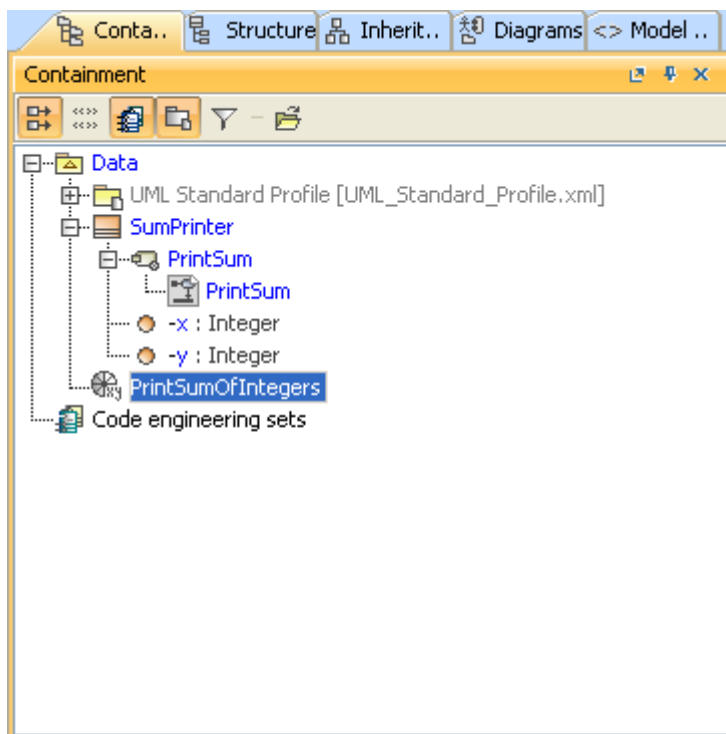 Conta.. Structure Inherit.. Diagrams <> Model ..
Containment
Data
UML Standard Profile [UML_Standard_Profile.xml]
SumPrinter
PrintSum
PrintSum
-x : Integer
-y : Integer
PrintSumOfIntegers
Code engineering sets